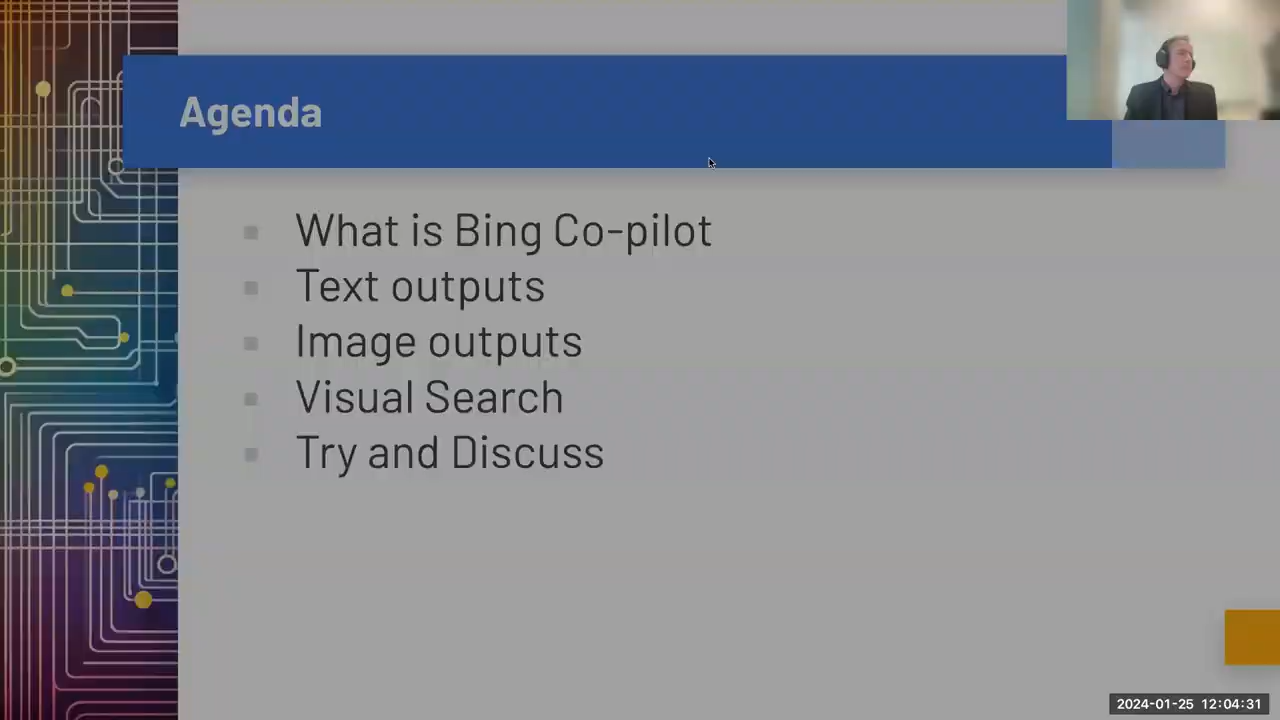 Agenda
What is Bing Co-pilot
Text outputs
Image outputs
Visual Search
Try and Discuss
2024-01-25 12:04:31